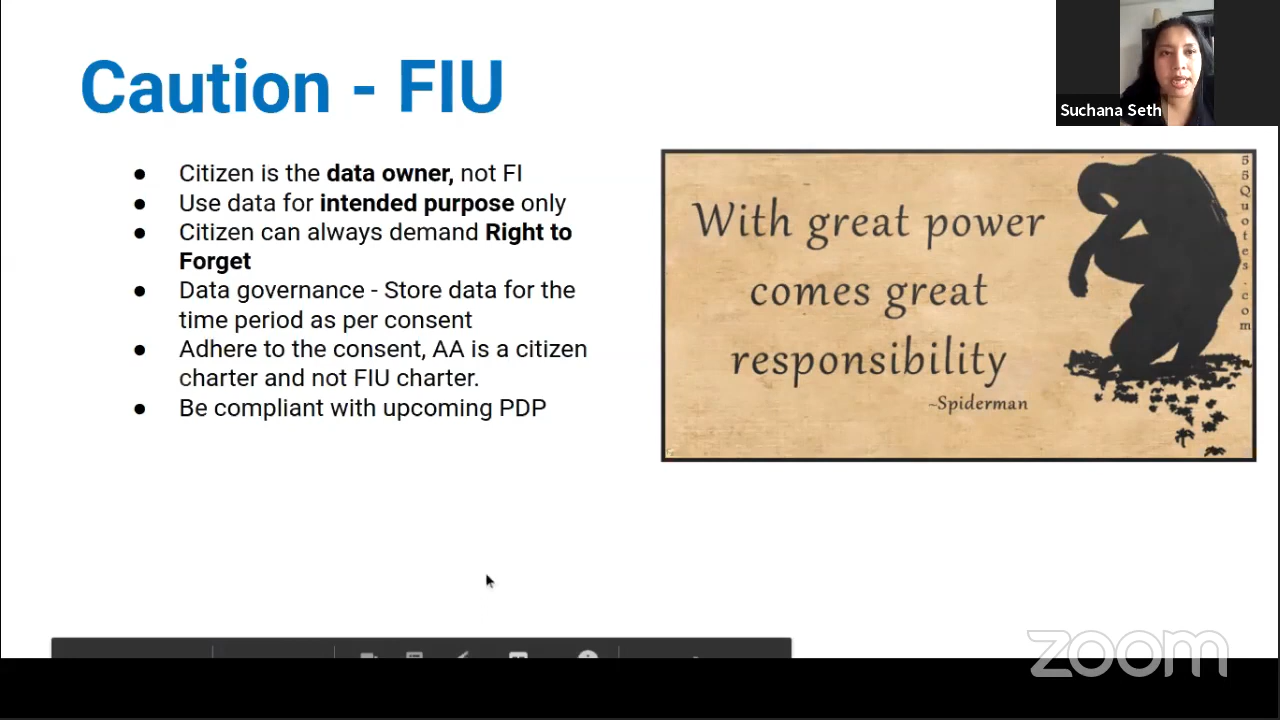 Caution - FIU
Suchana Seth
● Citizen is the data owner, not FI
● Use data for intended purpose only
● Citizen can always demand Right to
Forget
● Data governance - Store data for the
time period as per consent
● Adhere to the consent, AA is a citizen
charter and not FIU charter.
● Be compliant with upcoming PDP
With great power
comes great
responsibility
~Spiderman
55Quotes.com
zoom